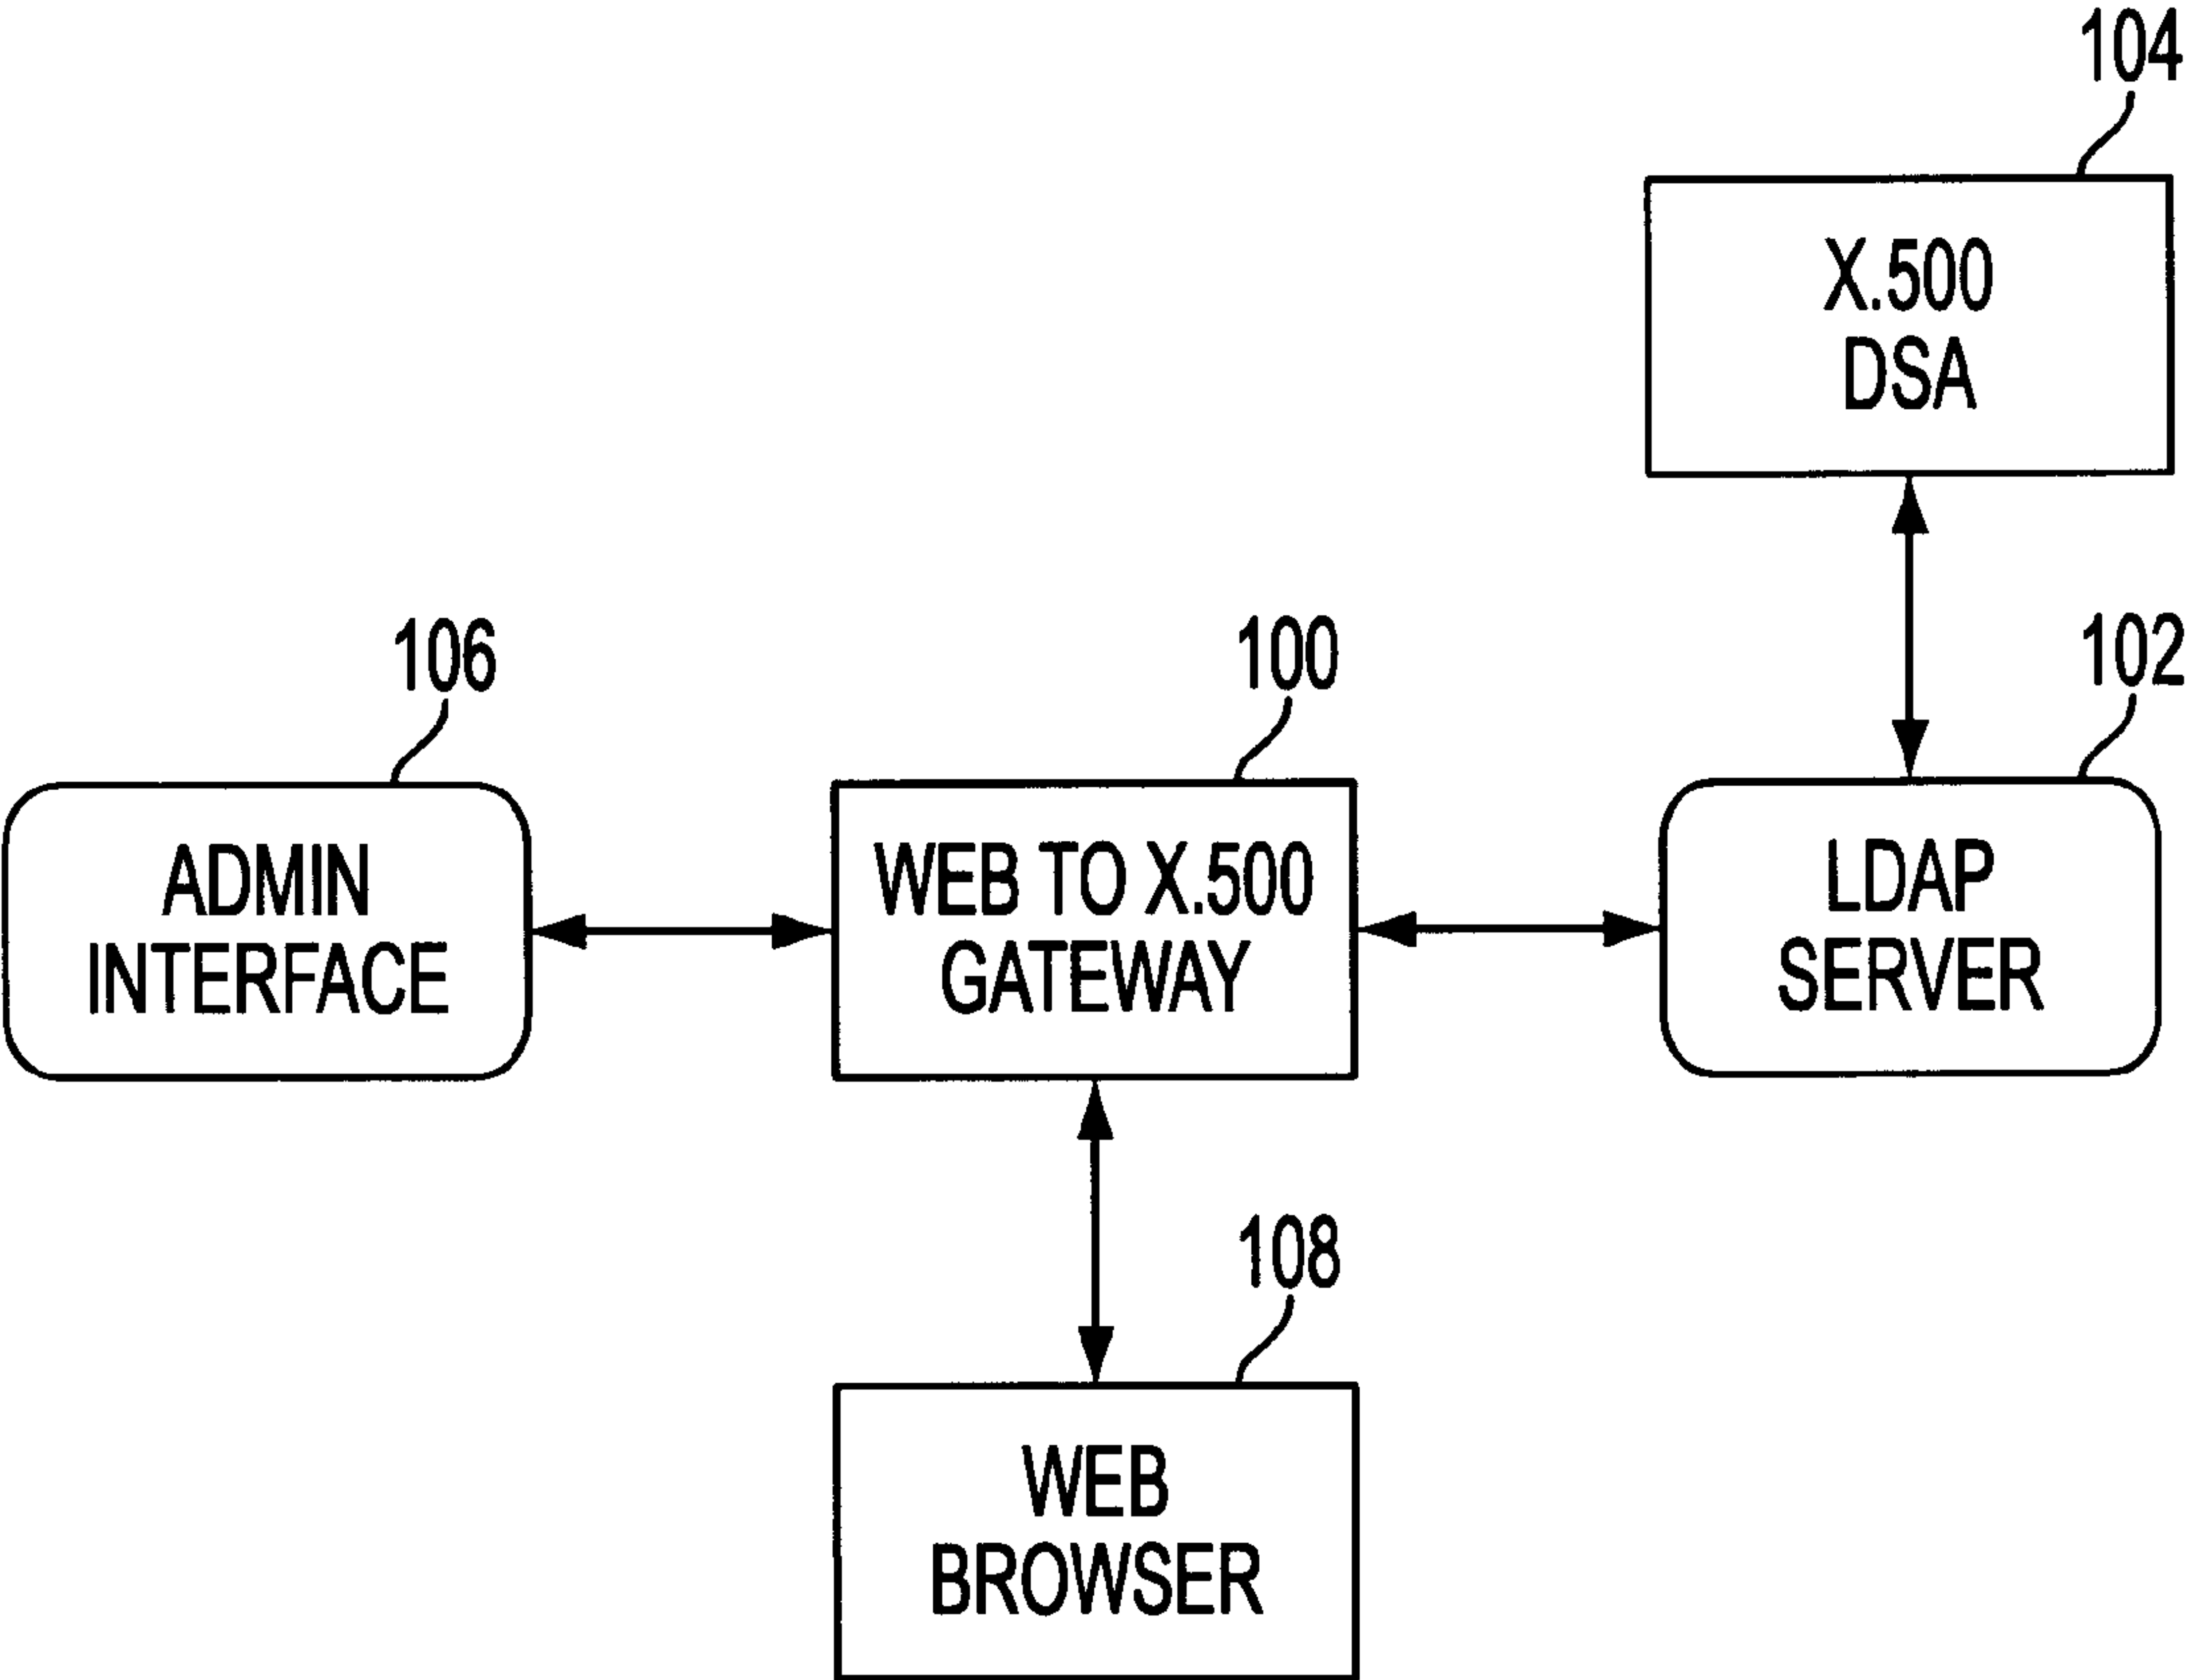 104
X.500
DSA
106
100
102
ADMIN
INTERFACE
WEB TO X.500
GATEWAY
LDAP
SERVER
108
WEB
BROWSER